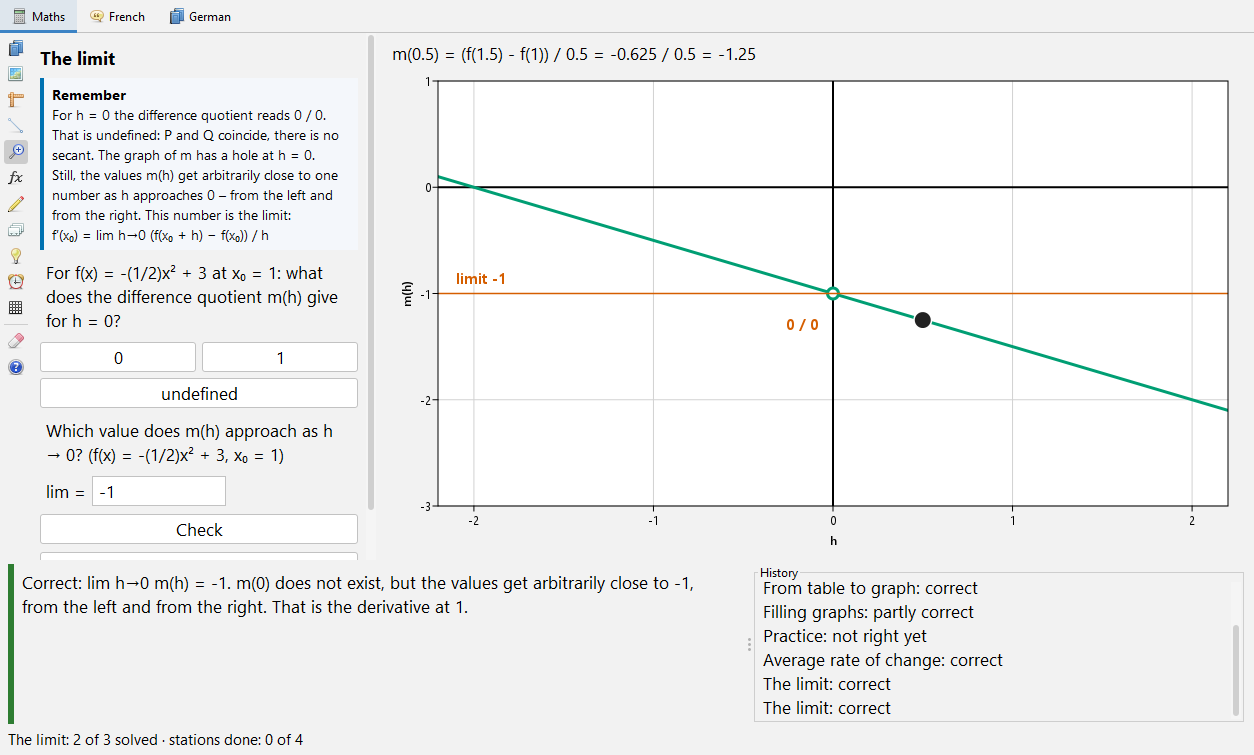 Maths French German
The limit
Remember
For h = 0 the difference quotient reads 0 / 0.
That is undefined: P and Q coincide, there is no
secant. The graph of m has a hole at h = 0.
Still, the values m(h) get arbitrarily close to one
number as h approaches 0 – from the left and
from the right. This number is the limit:
f'(x₀) = lim h→0 (f(x₀ + h) − f(x₀)) / h
For f(x) = -(1/2)x² + 3 at x₀ = 1: what
does the difference quotient m(h) give
for h = 0?
0 1
undefined
Which value does m(h) approach as h
→ 0? (f(x) = -(1/2)x² + 3, x₀ = 1)
lim = -1
Check
m(0.5) = (f(1.5) - f(1)) / 0.5 = -0.625 / 0.5 = -1.25
1
0
-1
-2
-3
m(h)
limit -1
0 / 0
-2 -1 0 1 2
h
Correct: lim h→0 m(h) = -1. m(0) does not exist, but the values get arbitrarily close to -1,
from the left and from the right. That is the derivative at 1.
History
From table to graph: correct
Filling graphs: partly correct
Practice: not right yet
Average rate of change: correct
The limit: correct
The limit: correct
The limit: 2 of 3 solved · stations done: 0 of 4